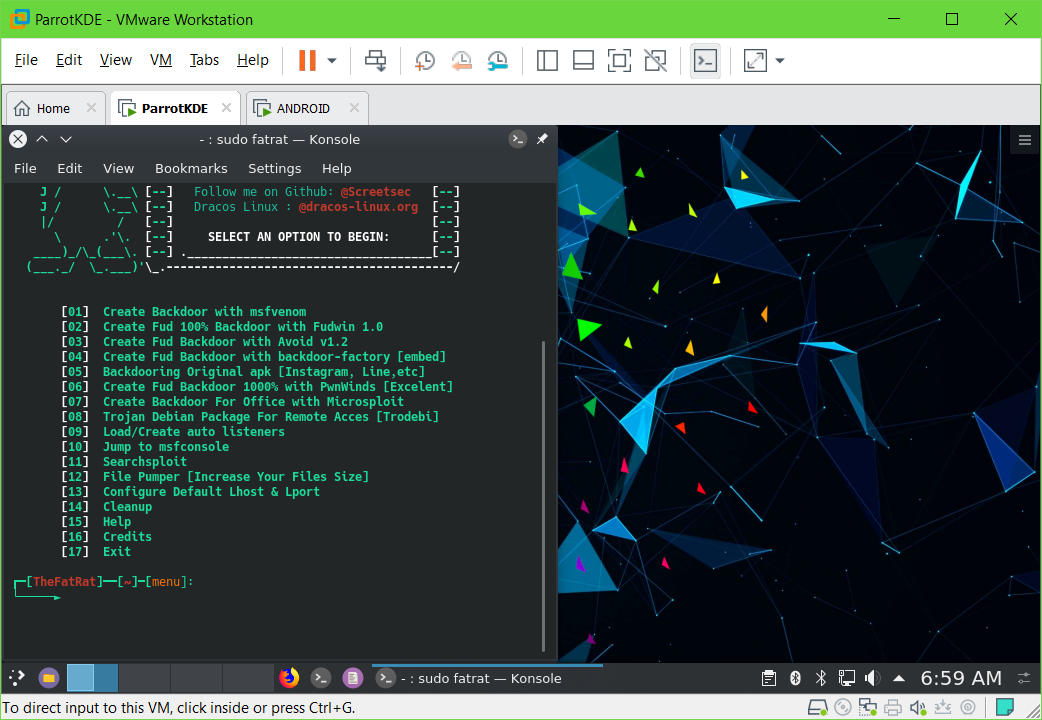 ParrotKDE - VMware Workstation
File Edit View VM Tabs Help
Home ParrotKDE ANDROID
- : sudo fatrat — Konsole
File Edit View Bookmarks Settings Help
J / \.__\ [--] Follow me on Github: @Screetsec [--]
J / \.__\ [--] Dracos Linux : @dracos-linux.org [--]
|/ / [--] [--]
\ .'\. [--] SELECT AN OPTION TO BEGIN: [--]
____)_/\_(___\. [--] .___________________________________[--]
(___._/ \_.___)'\_.-----------------------------------------/
[01] Create Backdoor with msfvenom
[02] Create Fud 100% Backdoor with Fudwin 1.0
[03] Create Fud Backdoor with Avoid v1.2
[04] Create Fud Backdoor with backdoor-factory [embed]
[05] Backdooring Original apk [Instagram, Line,etc]
[06] Create Fud Backdoor 1000% with PwnWinds [Excelent]
[07] Create Backdoor For Office with Microsploit
[08] Trojan Debian Package For Remote Acces [Trodebi]
[09] Load/Create auto listeners
[10] Jump to msfconsole
[11] Searchsploit
[12] File Pumper [Increase Your Files Size]
[13] Configure Default Lhost & Lport
[14] Cleanup
[15] Help
[16] Credits
[17] Exit
┌─[TheFatRat]──[~]─[menu]:
└─────►
- : sudo fatrat — Konsole
6:59 AM
To direct input to this VM, click inside or press Ctrl+G.